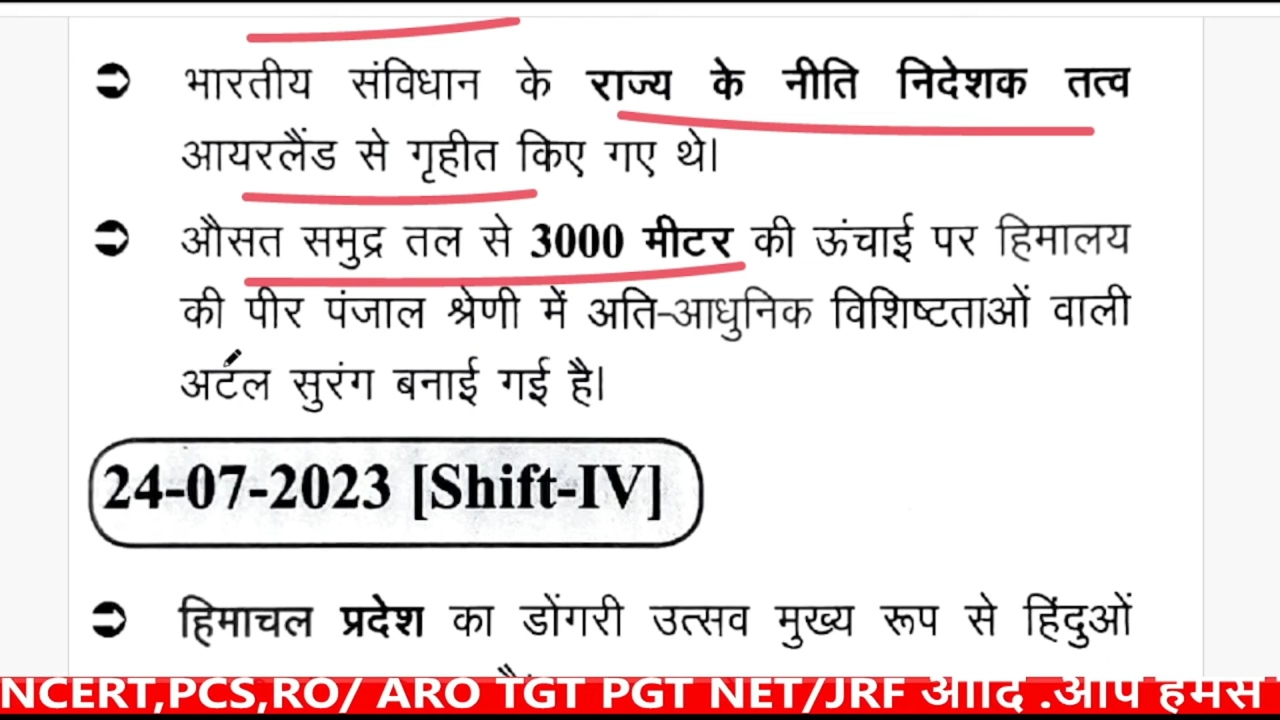 भारतीय संविधान के राज्य के नीति निदेशक तत्व
आयरलैंड से गृहीत किए गए थे।
औसत समुद्र तल से 3000 मीटर की ऊंचाई पर हिमालय
की पीर पंजाल श्रेणी में अति-आधुनिक विशिष्टताओं वाली
अटल सुरंग बनाई गई है।
24-07-2023 [Shift-IV]
हिमाचल प्रदेश का डोंगरी उत्सव मुख्य रूप से हिंदुओं
NCERT,PCS,RO/ ARO TGT PGT NET/JRF आदि .आप हमसे